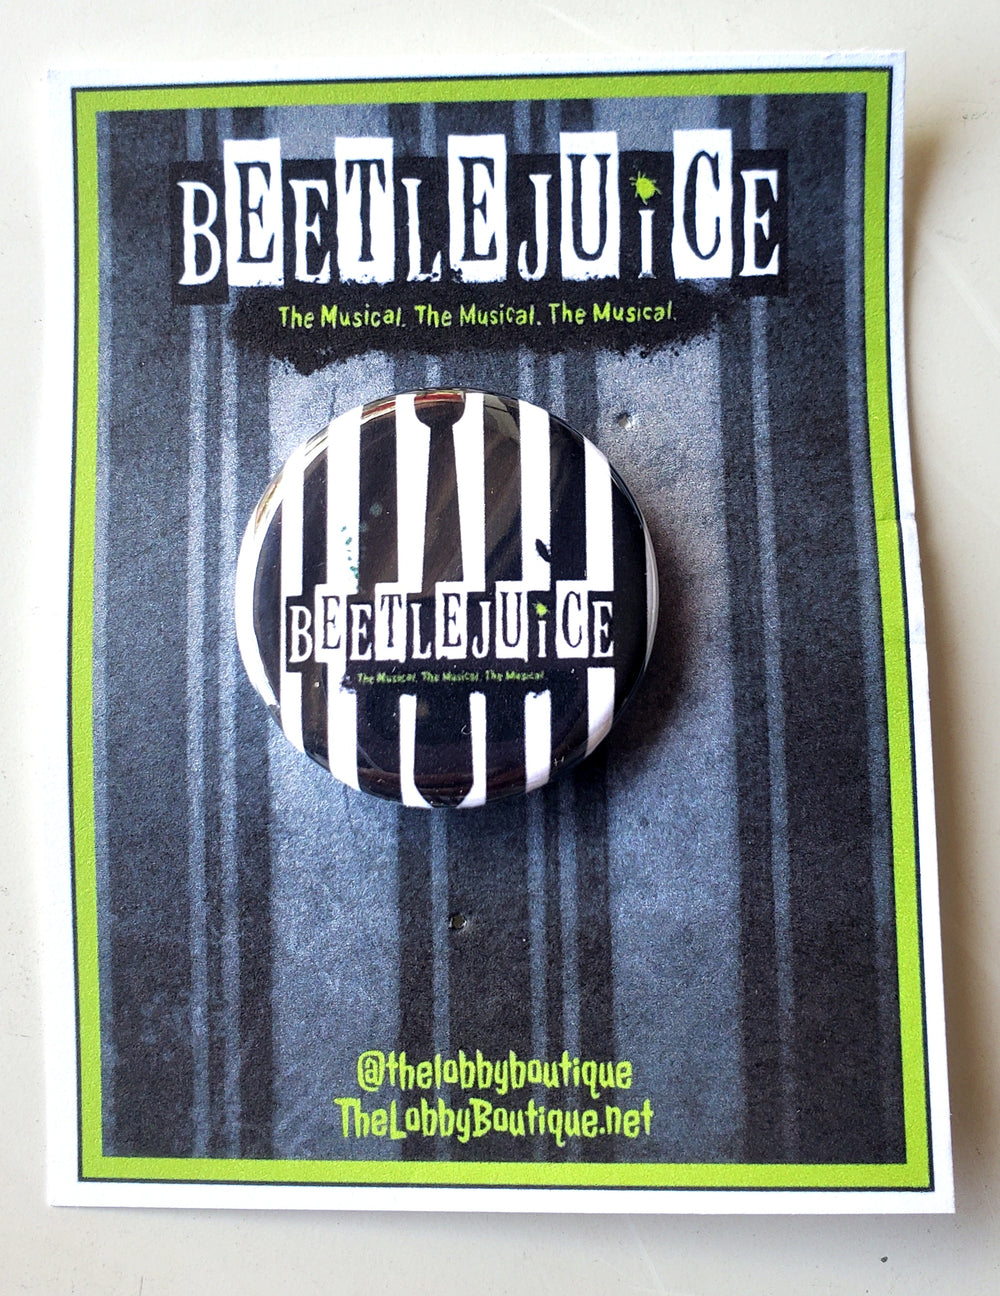 BEETLEJUiCE
The Musical. The Musical. The Musical.
BEETLEJUiCE
The Musical. The Musical. The Musical.
@thelobbyboutique
TheLobbyBoutique.net